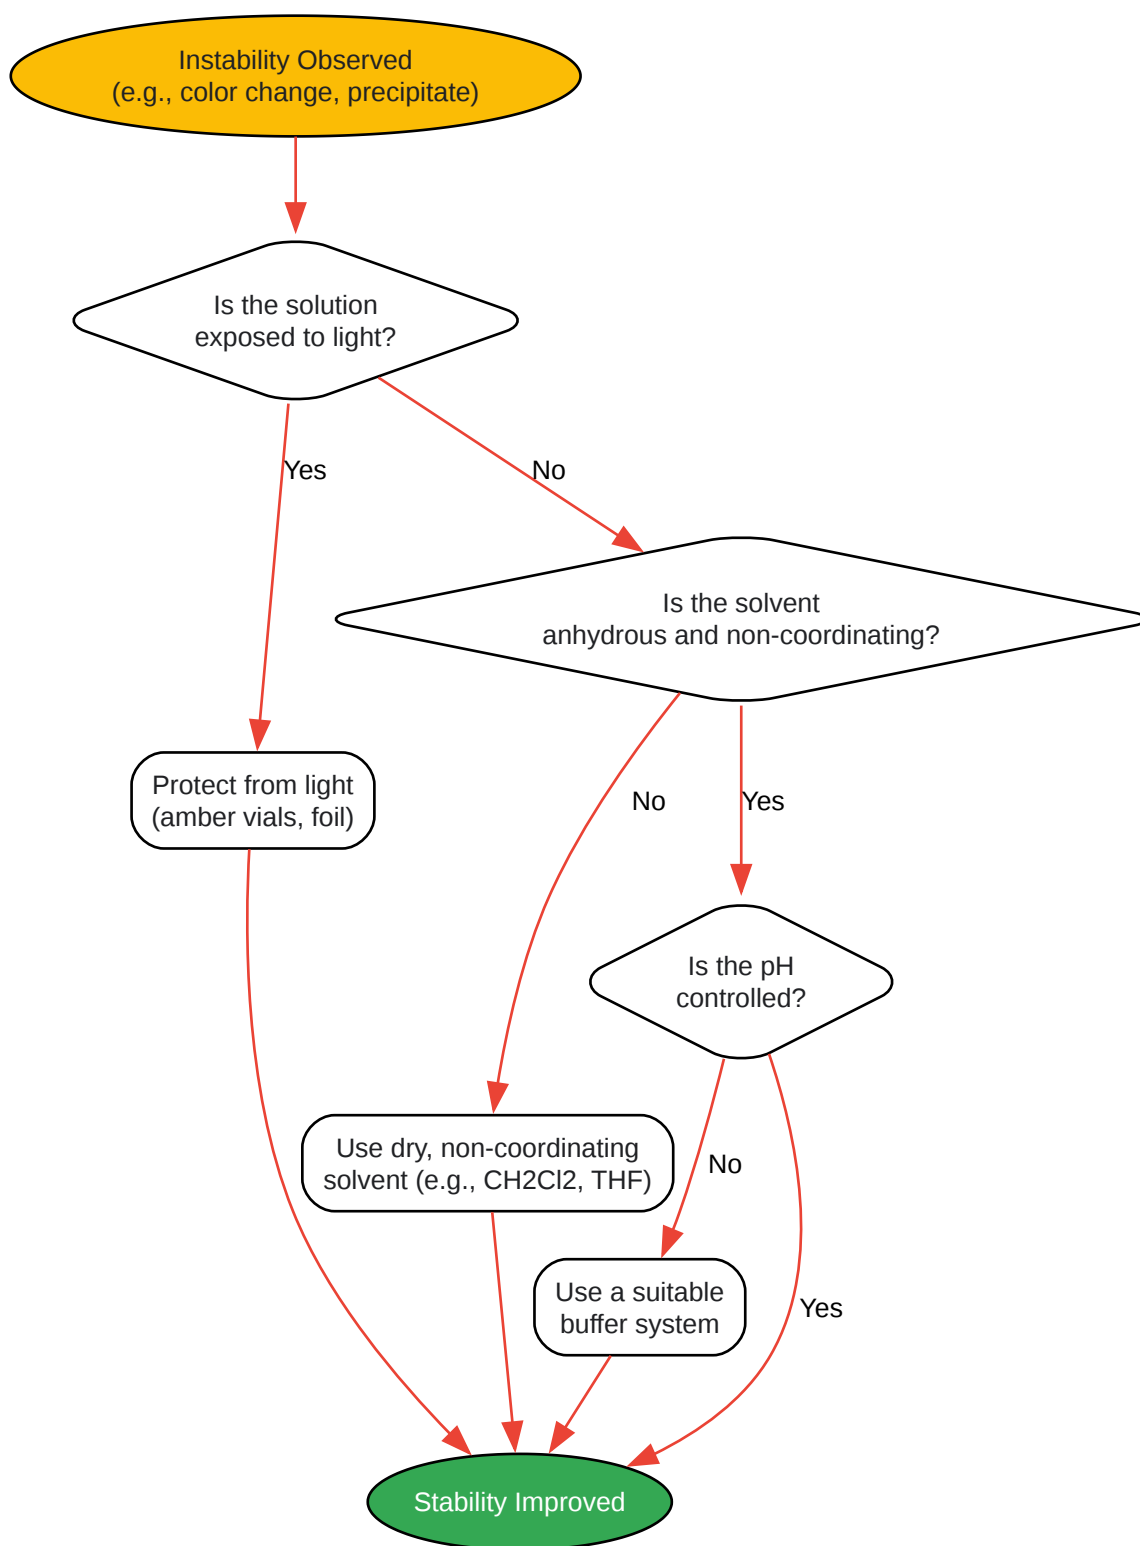 Instability Observed
(e.g., color change, precipitate)
Is the solution
exposed to light?
Yes
No
Is the solvent
anhydrous and non-coordinating?
Protect from light
(amber vials, foil)
No
Yes
Is the pH
controlled?
Use dry, non-coordinating
solvent (e.g., CH2Cl2, THF)
No
Use a suitable
buffer system
Yes
Stability Improved